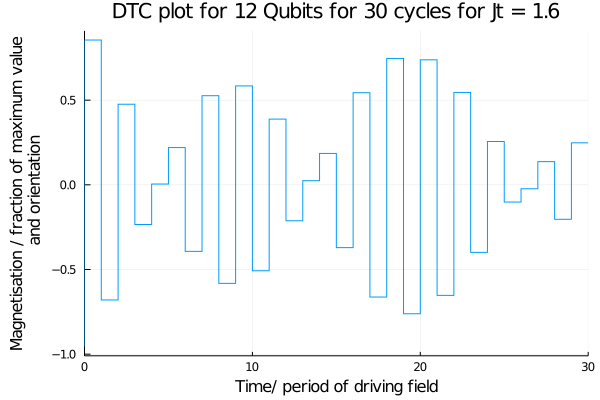 DTC plot for 12 Qubits for 30 cycles for Jt = 1.6
Magnetisation / fraction of maximum value
and orientation
0.5
0.0
−0.5
−1.0
0
10
20
30
Time/ period of driving field